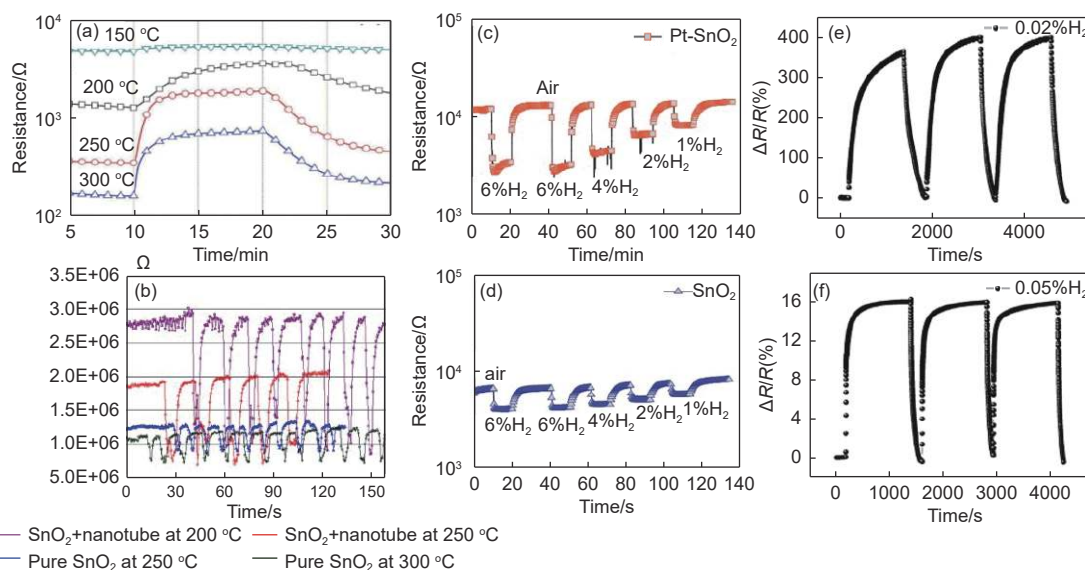 (a)
Resistance/Ω
10⁴
10³
10²
150 °C
200 °C
250 °C
300 °C
5 10 15 20 25 30
Time/min
(c)
Pt-SnO₂
Resistance/Ω
10⁵
10⁴
10³
Air
6%H₂ 6%H₂ 4%H₂ 2%H₂ 1%H₂
0 20 40 60 80 100 120 140
Time/min
(e)
0.02%H₂
ΔR/R(%)
400
300
200
100
0
0 2000 4000
Time/s
Ω
(b)
3.5E+06
3.0E+06
2.5E+06
2.0E+06
1.5E+06
1.0E+06
5.0E+06
0 30 60 90 120 150
Time/s
(d)
SnO₂
Resistance/Ω
10⁵
10⁴
10³
air
6%H₂ 6%H₂ 4%H₂ 2%H₂ 1%H₂
0 20 40 60 80 100 120 140
Time/min
(f)
0.05%H₂
ΔR/R(%)
16
12
8
4
0
0 1000 2000 3000 4000
Time/s
SnO₂+nanotube at 200 °C
SnO₂+nanotube at 250 °C
Pure SnO₂ at 250 °C
Pure SnO₂ at 300 °C